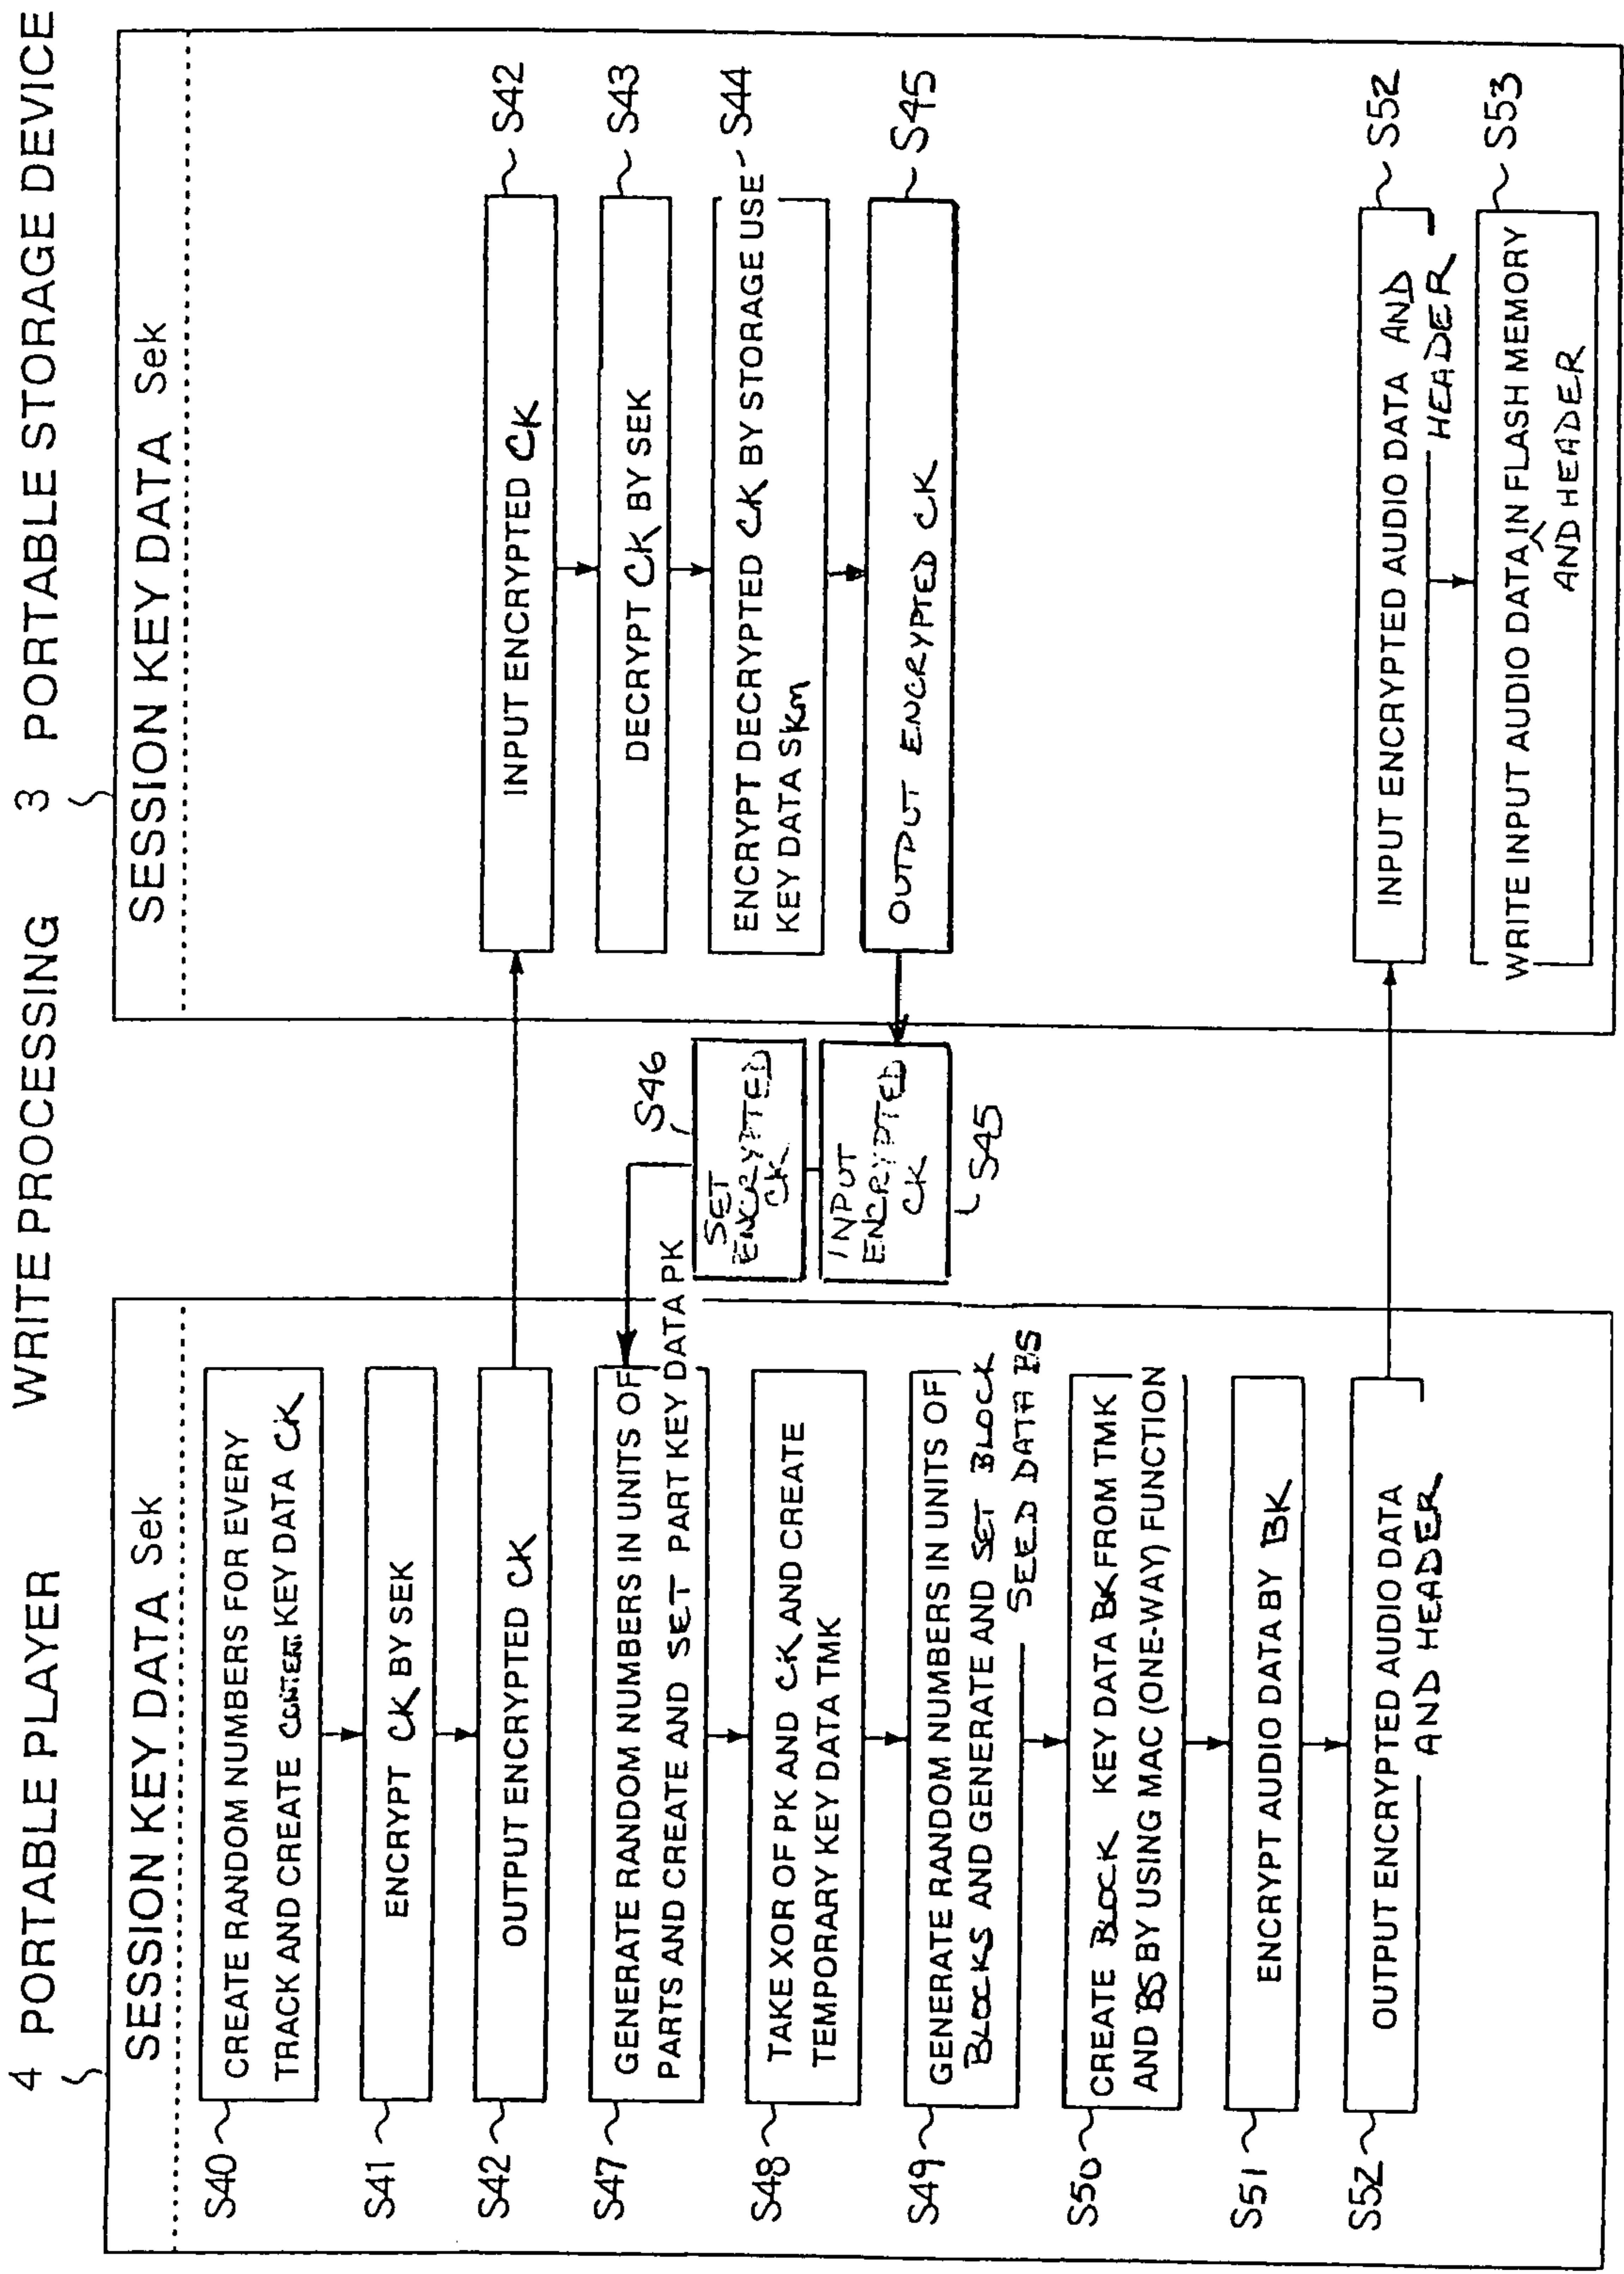 4 PORTABLE PLAYER
WRITE PROCESSING
3 PORTABLE STORAGE DEVICE
SESSION KEY DATA Sek
S40
CREATE RANDOM NUMBERS FOR EVERY
TRACK AND CREATE CONTENT KEY DATA CK
S41
ENCRYPT CK BY SEK
S42
OUTPUT ENCRYPTED CK
S47
GENERATE RANDOM NUMBERS IN UNITS OF
PARTS AND CREATE AND SET PART KEY DATA PK
S48
TAKE XOR OF PK AND CK AND CREATE
TEMPORARY KEY DATA TMK
S49
GENERATE RANDOM NUMBERS IN UNITS OF
BLOCKS AND GENERATE AND SET BLOCK
SEED DATA BS
S50
CREATE BLOCK KEY DATA BK FROM TMK
AND BS BY USING MAC (ONE-WAY) FUNCTION
S51
ENCRYPT AUDIO DATA BY BK
S52
OUTPUT ENCRYPTED AUDIO DATA
AND HEADER
S46
SET
ENCRYPTED
CK
INPUT
ENCRYPTED
CK
S45
SESSION KEY DATA Sek
INPUT ENCRYPTED CK
S42
DECRYPT CK BY SEK
S43
ENCRYPT DECRYPTED CK BY STORAGE USE
KEY DATA Skm
S44
OUTPUT ENCRYPTED CK
S45
INPUT ENCRYPTED AUDIO DATA AND
HEADER
S52
WRITE INPUT AUDIO DATA IN FLASH MEMORY
AND HEADER
S53